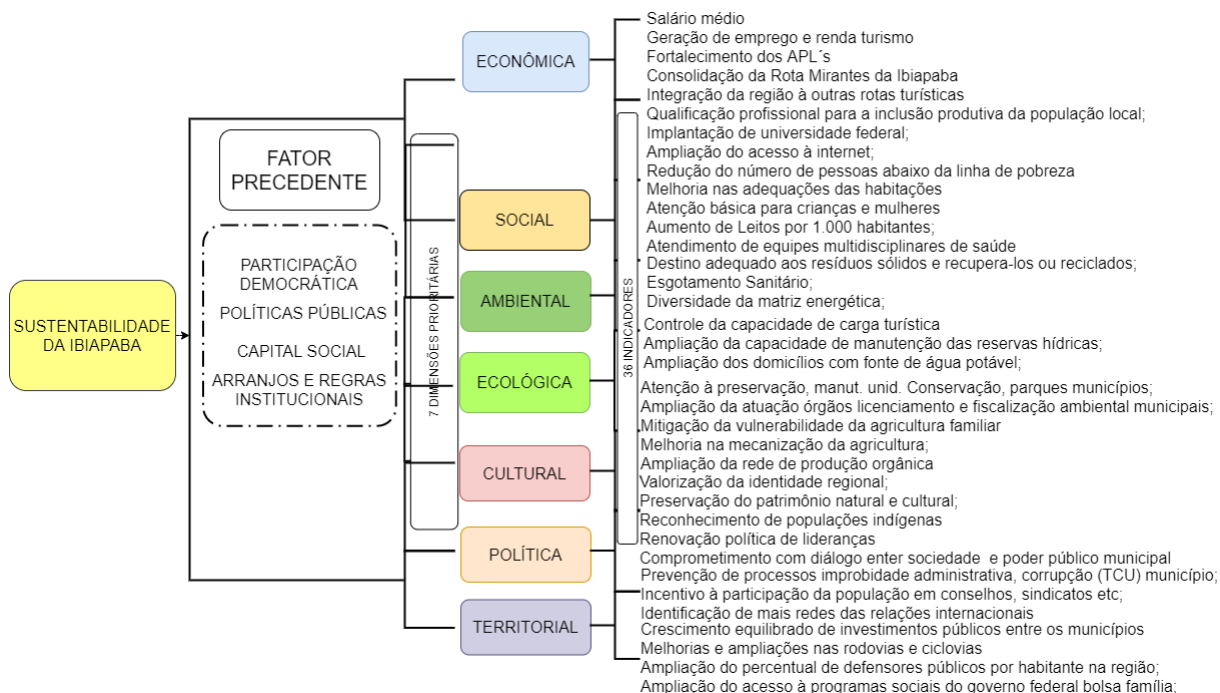 SUSTENTABILIDADE
DA IBIAPABA
FATOR
PRECEDENTE
PARTICIPAÇÃO
DEMOCRÁTICA
POLÍTICAS PÚBLICAS
CAPITAL SOCIAL
ARRANJOS E REGRAS
INSTITUCIONAIS
7 DIMENSÕES PRIORITÁRIAS
ECONÔMICA
SOCIAL
AMBIENTAL
ECOLÓGICA
CULTURAL
POLÍTICA
TERRITORIAL
36 INDICADORES
Salário médio
Geração de emprego e renda turismo
Fortalecimento dos APL´s
Consolidação da Rota Mirantes da Ibiapaba
Integração da região à outras rotas turísticas
Qualificação profissional para a inclusão produtiva da população local;
Implantação de universidade federal;
Ampliação do acesso à internet;
Redução do número de pessoas abaixo da linha de pobreza
Melhoria nas adequações das habitações
Atenção básica para crianças e mulheres
Aumento de Leitos por 1.000 habitantes;
Atendimento de equipes multidisciplinares de saúde
Destino adequado aos resíduos sólidos e recupera-los ou reciclados;
Esgotamento Sanitário;
Diversidade da matriz energética;
Controle da capacidade de carga turística
Ampliação da capacidade de manutenção das reservas hídricas;
Ampliação dos domicílios com fonte de água potável;
Atenção à preservação, manut. unid. Conservação, parques municípios;
Ampliação da atuação órgãos licenciamento e fiscalização ambiental municipais;
Mitigação da vulnerabilidade da agricultura familiar
Melhoria na mecanização da agricultura;
Ampliação da rede de produção orgânica
Valorização da identidade regional;
Preservação do patrimônio natural e cultural;
Reconhecimento de populações indígenas
Renovação política de lideranças
Comprometimento com diálogo enter sociedade e poder público municipal
Prevenção de processos improbidade administrativa, corrupção (TCU) município;
Incentivo à participação da população em conselhos, sindicatos etc;
Identificação de mais redes das relações internacionais
Crescimento equilibrado de investimentos públicos entre os municípios
Melhorias e ampliações nas rodovias e ciclovias
Ampliação do percentual de defensores públicos por habitante na região;
Ampliação do acesso à programas sociais do governo federal bolsa família;